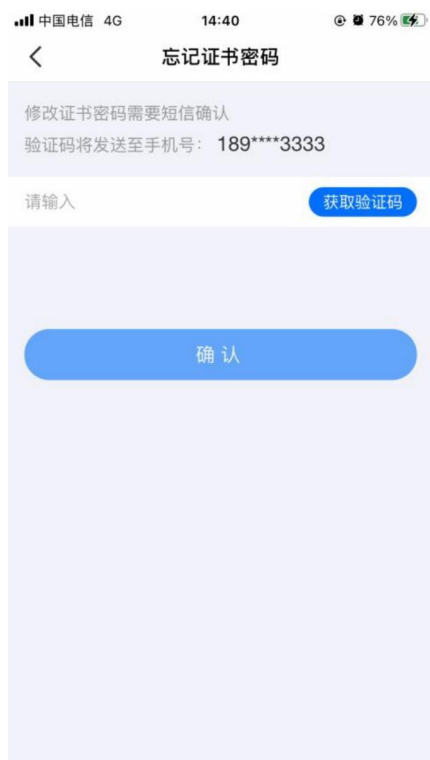 中国电信 4G 14:40 76%
忘记证书密码
修改证书密码需要短信确认
验证码将发送至手机号： 189****3333
请输入 获取验证码
确 认